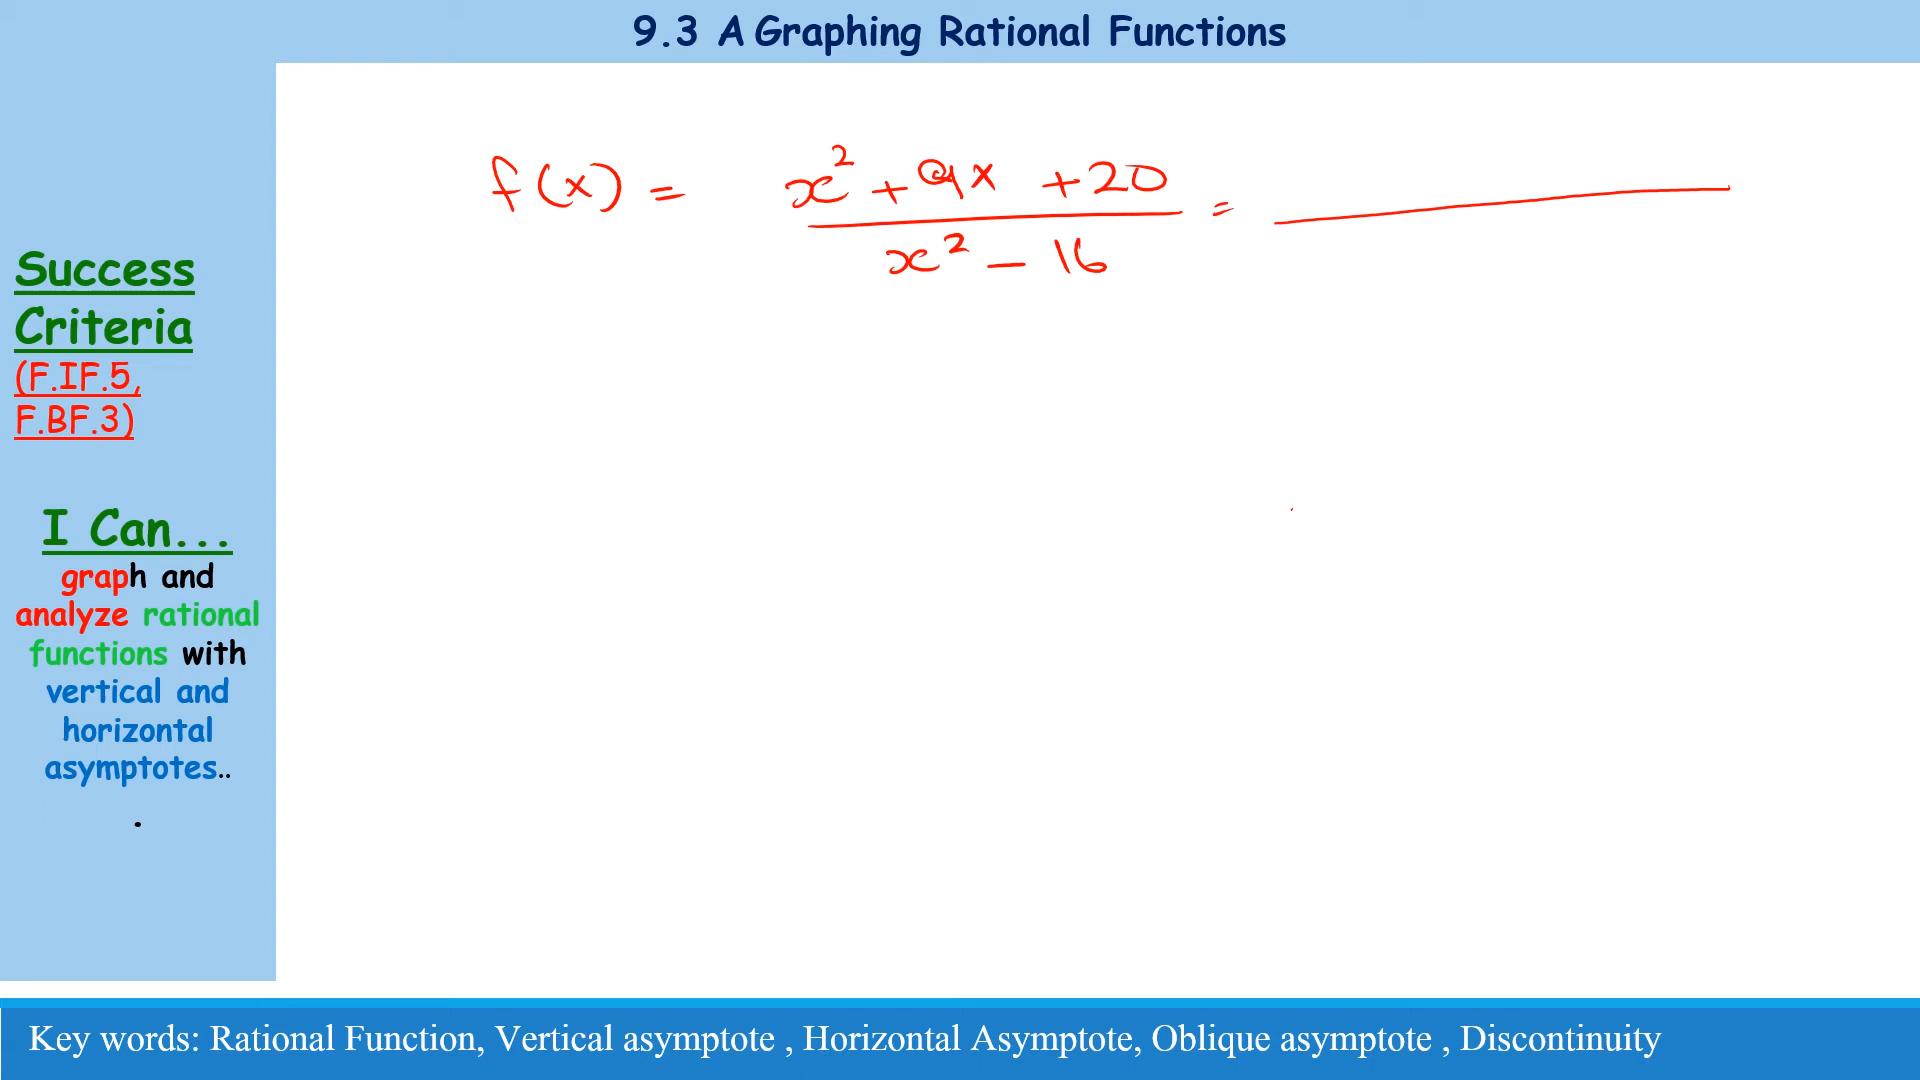 9.3 A Graphing Rational Functions
f(x) = x² + 9x + 20 / x² - 16 =
Success
Criteria
(F.IF.5,
F.BF.3)
I Can...
graph and
analyze rational
functions with
vertical and
horizontal
asymptotes..
.
Key words: Rational Function, Vertical asymptote , Horizontal Asymptote, Oblique asymptote , Discontinuity